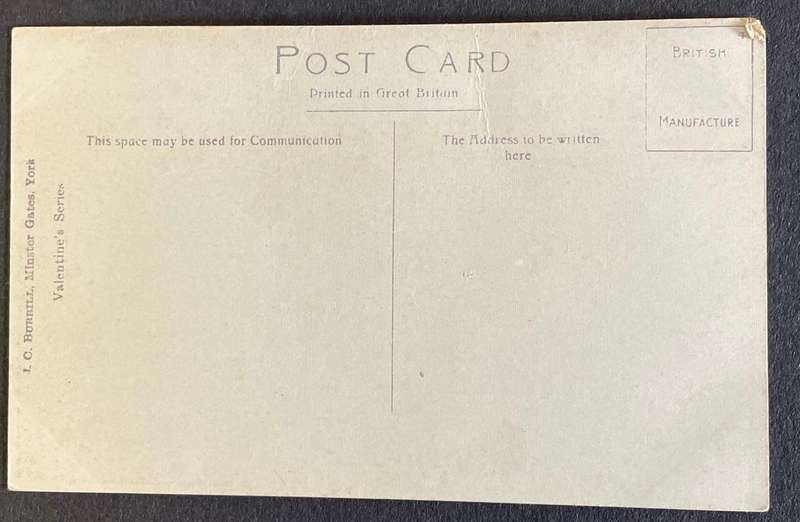 POST CARD
Printed in Great Britain
BRITISH
MANUFACTURE
This space may be used for Communication
The Address to be written
here
J. C. BURRILL, Minster Gates, York
Valentine's Series